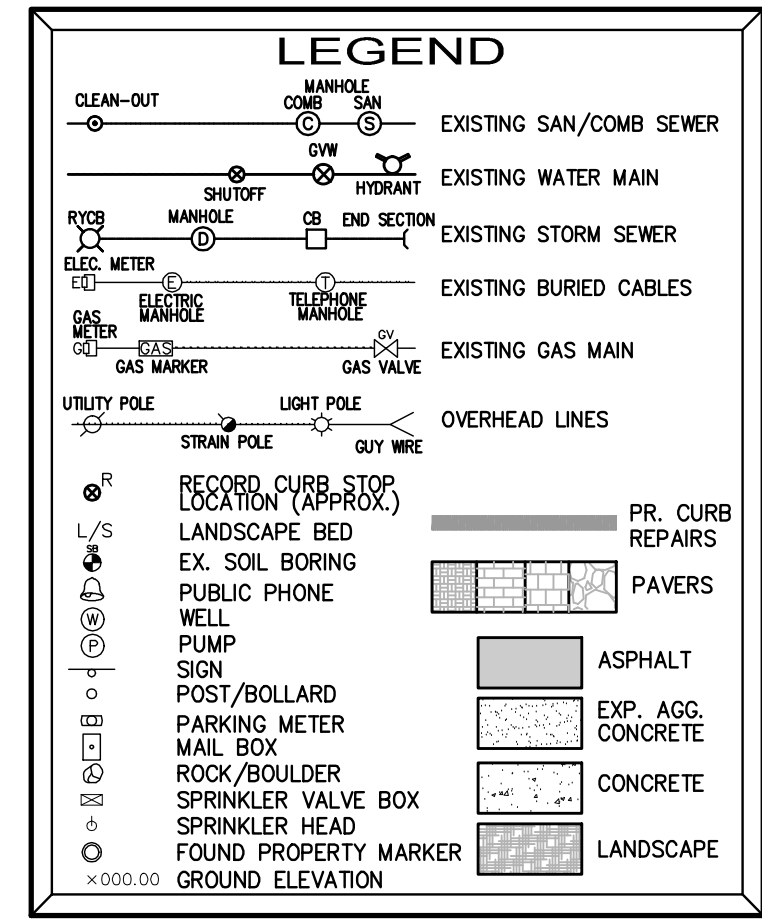 LEGEND
MANHOLE
CLEAN-OUT COMB SAN
C S EXISTING SAN/COMB SEWER
GVW
EXISTING WATER MAIN
SHUTOFF HYDRANT
RYCB MANHOLE CB END SECTION
D EXISTING STORM SEWER
ELEC. METER
E E T EXISTING BURIED CABLES
ELECTRIC MANHOLE
TELEPHONE MANHOLE
GAS METER
GV
G GAS EXISTING GAS MAIN
GAS MARKER GAS VALVE
UTILITY POLE LIGHT POLE
OVERHEAD LINES
STRAIN POLE GUY WIRE
R RECORD CURB STOP
LOCATION (APPROX.)
L/S LANDSCAPE BED
SB
EX. SOIL BORING
PUBLIC PHONE
W WELL
P PUMP
SIGN
POST/BOLLARD
PARKING METER
MAIL BOX
ROCK/BOULDER
SPRINKLER VALVE BOX
SPRINKLER HEAD
FOUND PROPERTY MARKER
×000.00 GROUND ELEVATION
PR. CURB
REPAIRS
PAVERS
ASPHALT
EXP. AGG.
CONCRETE
CONCRETE
LANDSCAPE